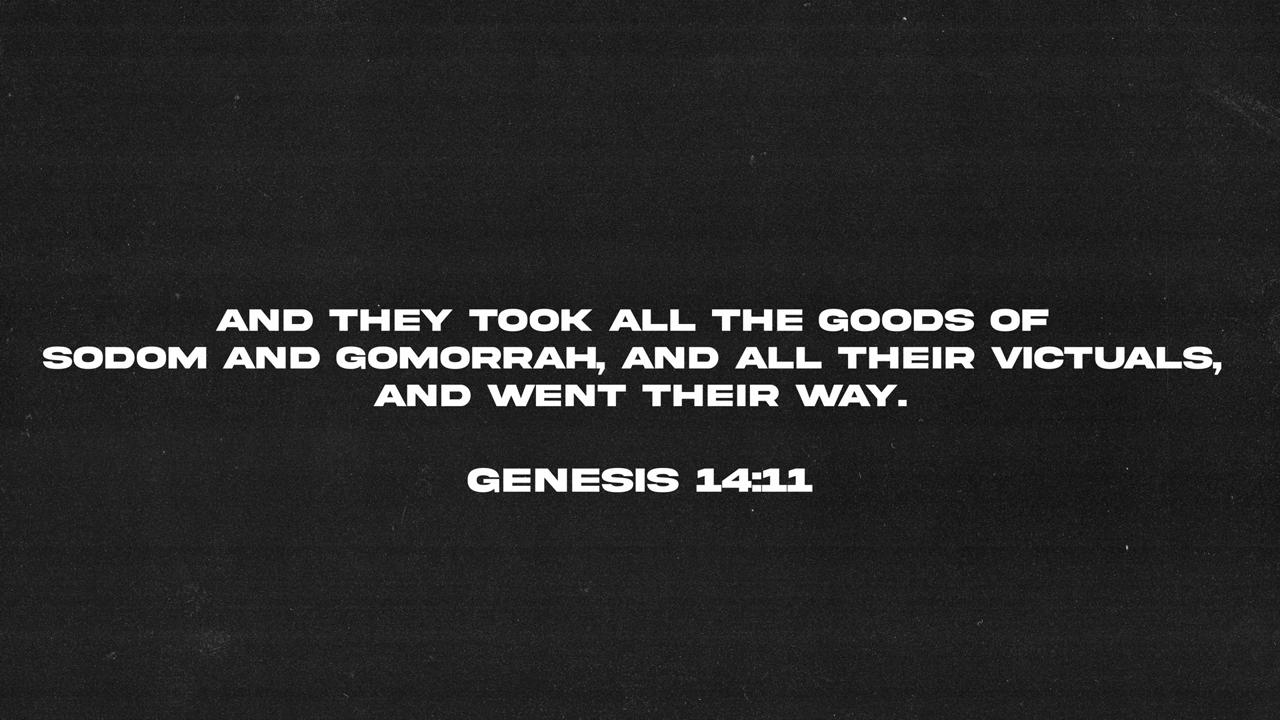 AND THEY TOOK ALL THE GOODS OF
SODOM AND GOMORRAH, AND ALL THEIR VICTUALS,
AND WENT THEIR WAY.
GENESIS 14:11